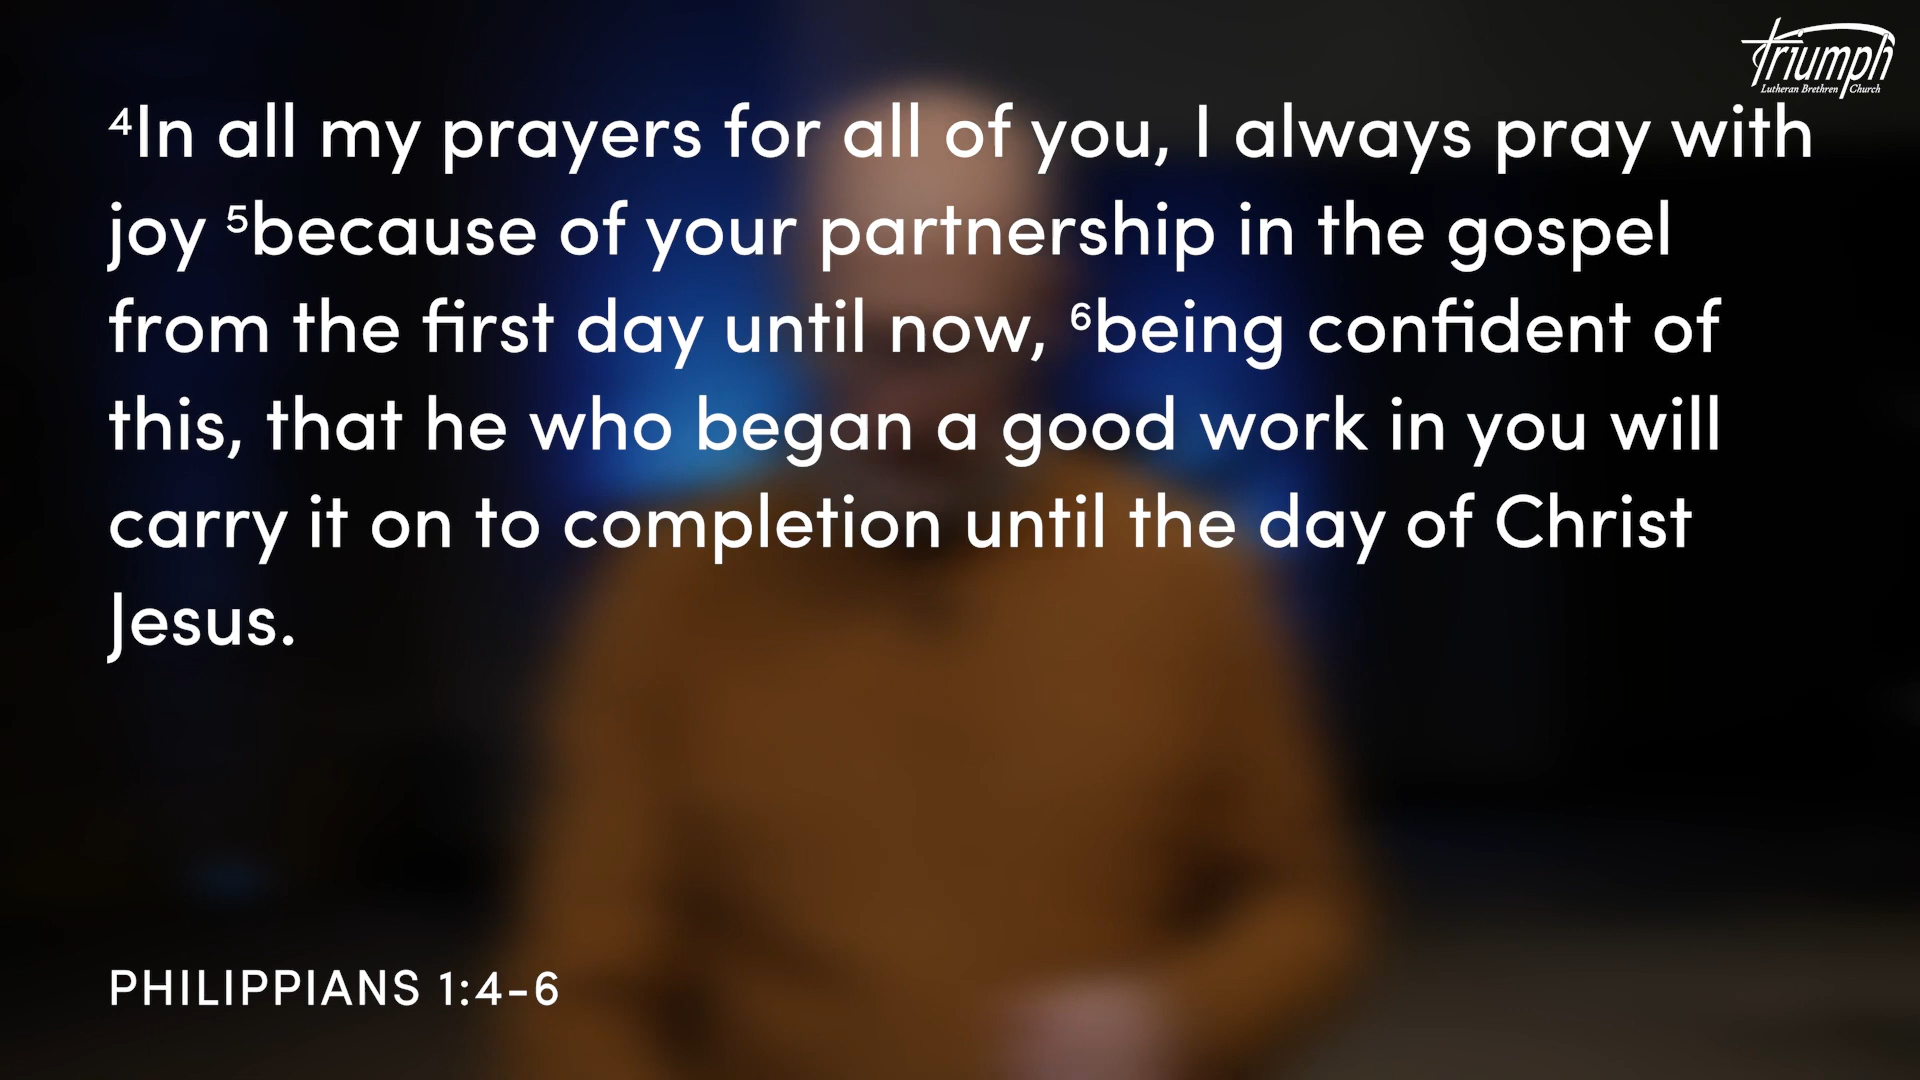 triumph
Lutheran Brethren Church
⁴In all my prayers for all of you, I always pray with
joy ⁵because of your partnership in the gospel
from the first day until now, ⁶being confident of
this, that he who began a good work in you will
carry it on to completion until the day of Christ
Jesus.
PHILIPPIANS 1:4-6